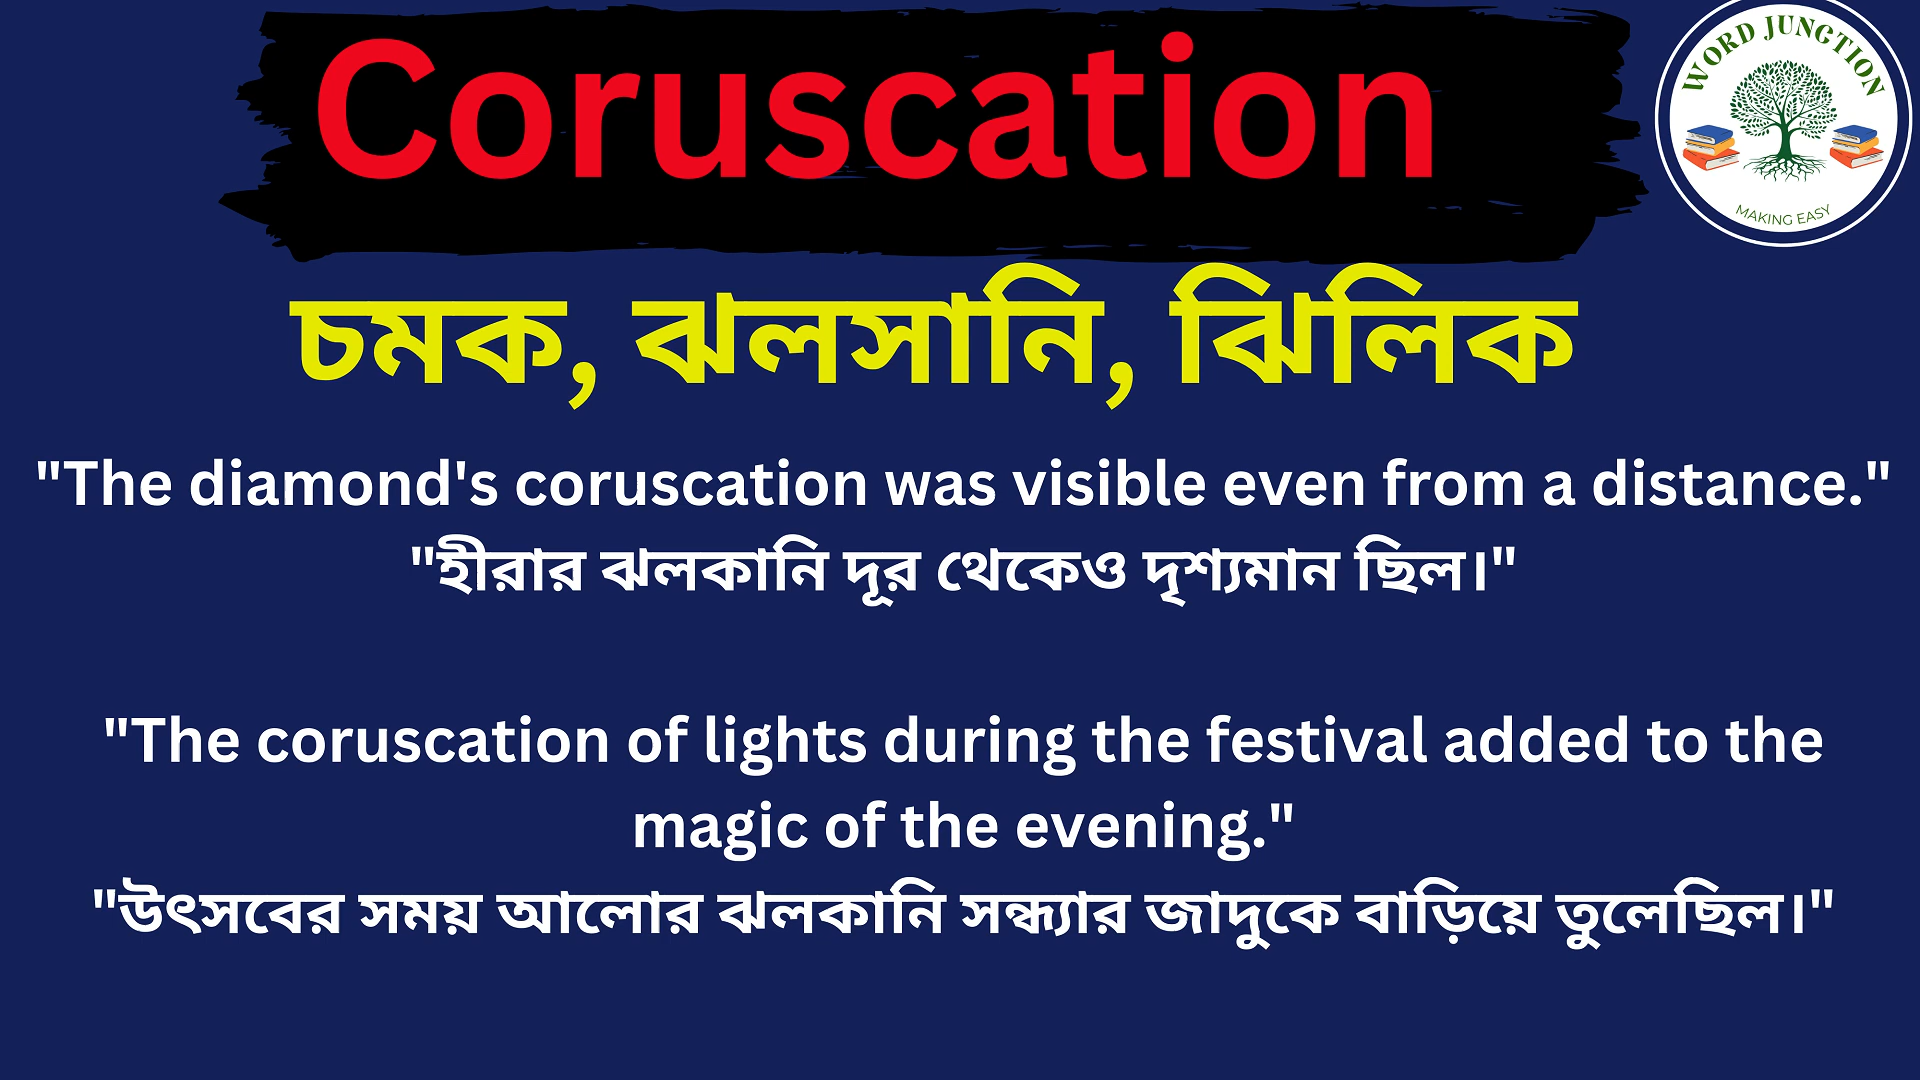 Coruscation
WORD JUNCTION
MAKING EASY
চমক, ঝলসানি, ঝিলিক
"The diamond's coruscation was visible even from a distance."
"হীরার ঝলকানি দূর থেকেও দৃশ্যমান ছিল।"
"The coruscation of lights during the festival added to the
magic of the evening."
"উৎসবের সময় আলোর ঝলকানি সন্ধ্যার জাদুকে বাড়িয়ে তুলেছিল।"